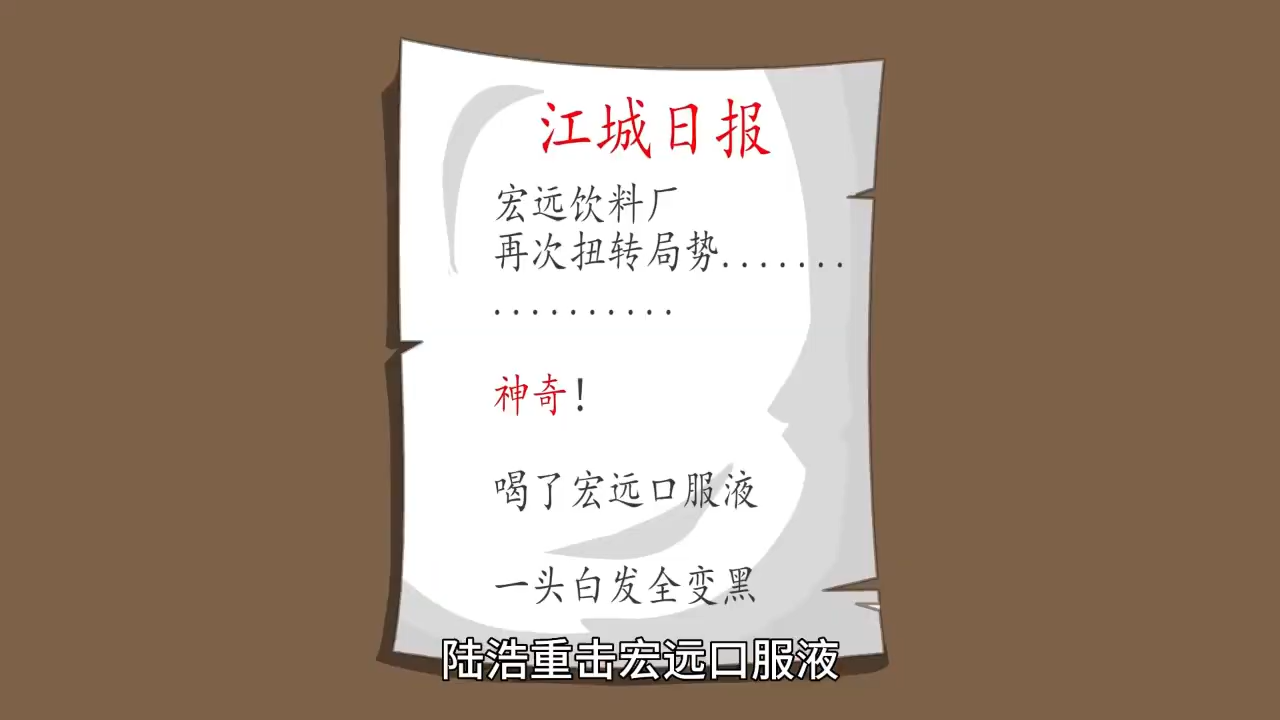 江城日报
宏远饮料厂
再次扭转局势.......
..........
神奇!
喝了宏远口服液
一头白发全变黑
陆浩重击宏远口服液